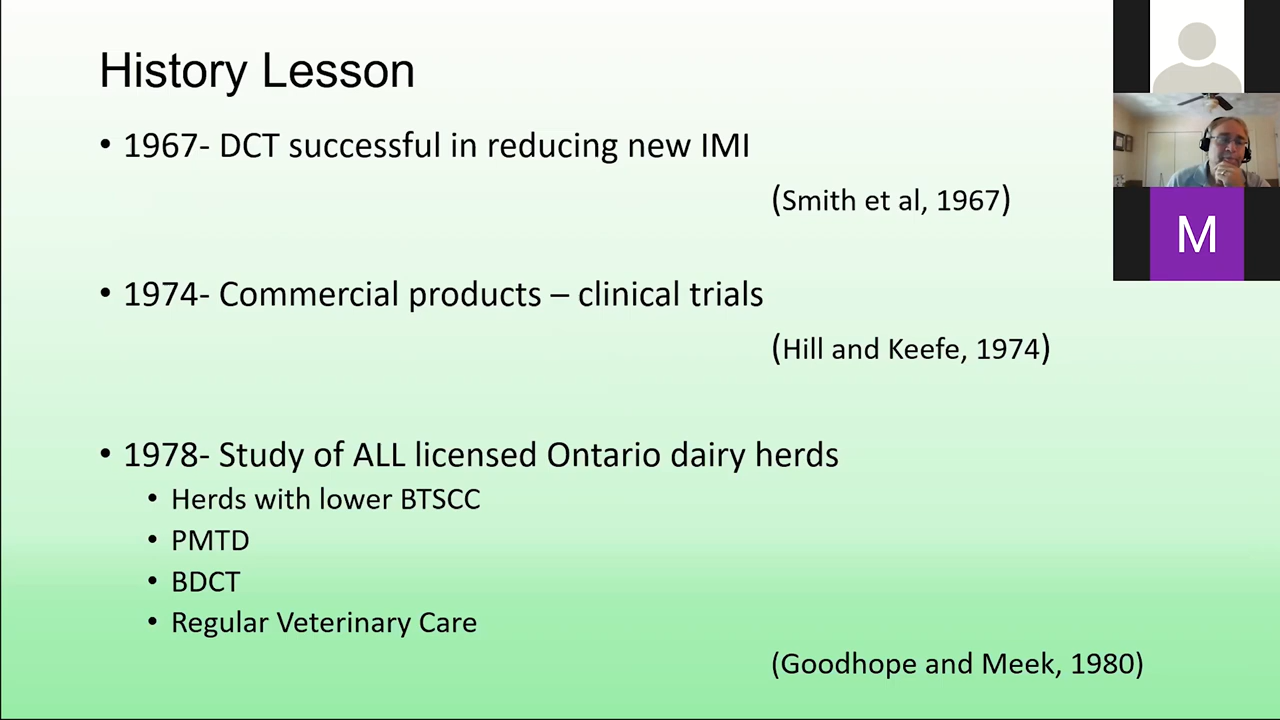 History Lesson
• 1967- DCT successful in reducing new IMI
(Smith et al, 1967)
• 1974- Commercial products – clinical trials
(Hill and Keefe, 1974)
• 1978- Study of ALL licensed Ontario dairy herds
• Herds with lower BTSCC
• PMTD
• BDCT
• Regular Veterinary Care
(Goodhope and Meek, 1980)
M